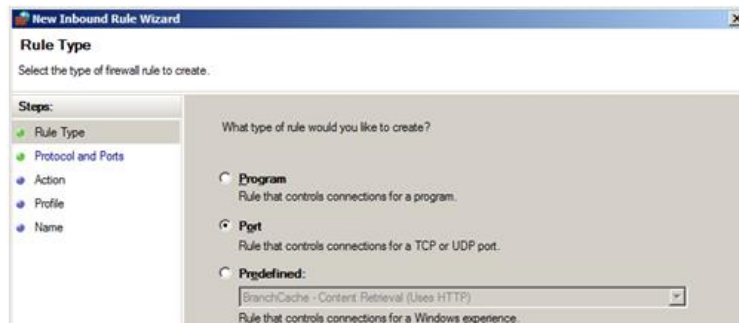 New Inbound Rule Wizard
Rule Type
Select the type of firewall rule to create.
Steps:
Rule Type
Protocol and Ports
Action
Profile
Name
What type of rule would you like to create?
Program
Rule that controls connections for a program.
Port
Rule that controls connections for a TCP or UDP port.
Predefined:
BranchCache - Content Retrieval (Uses HTTP)
Rule that controls connections for a Windows experience.